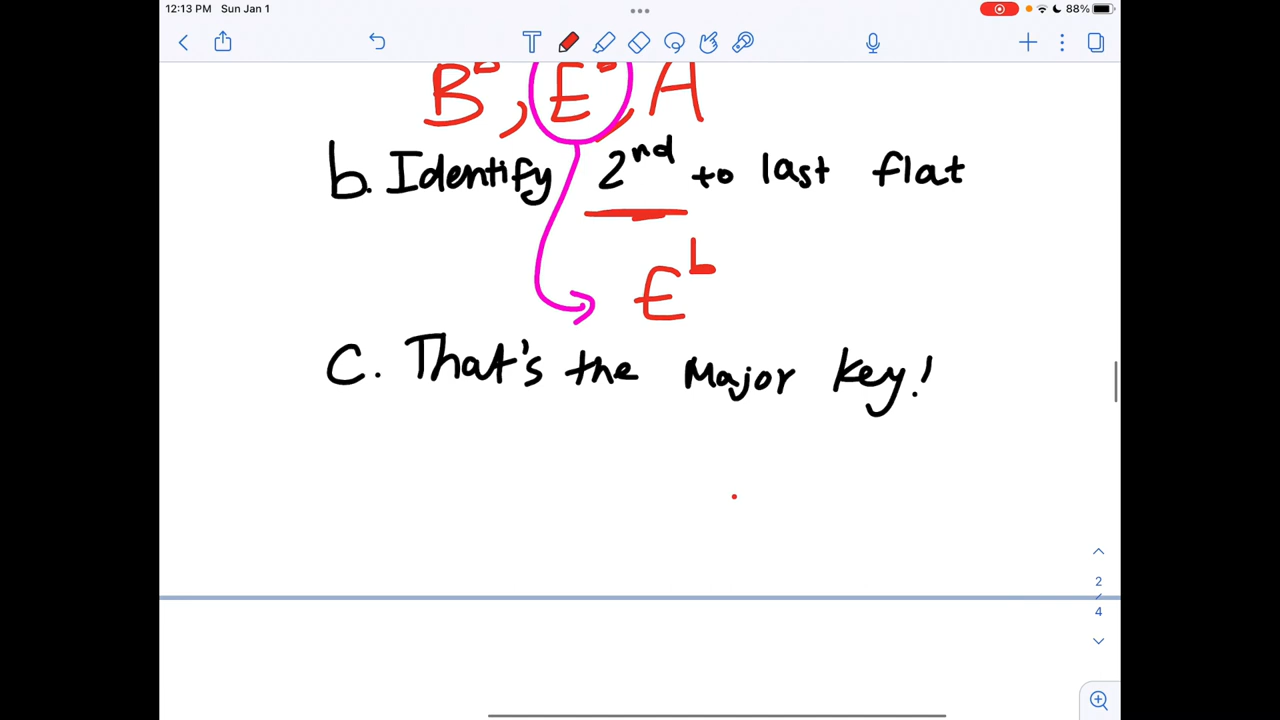 12:13 PM Sun Jan 1
88%
T
B♭, E♭, A
b. Identify 2nd to last flat
E♭
C. That's the Major key!
2
/
4